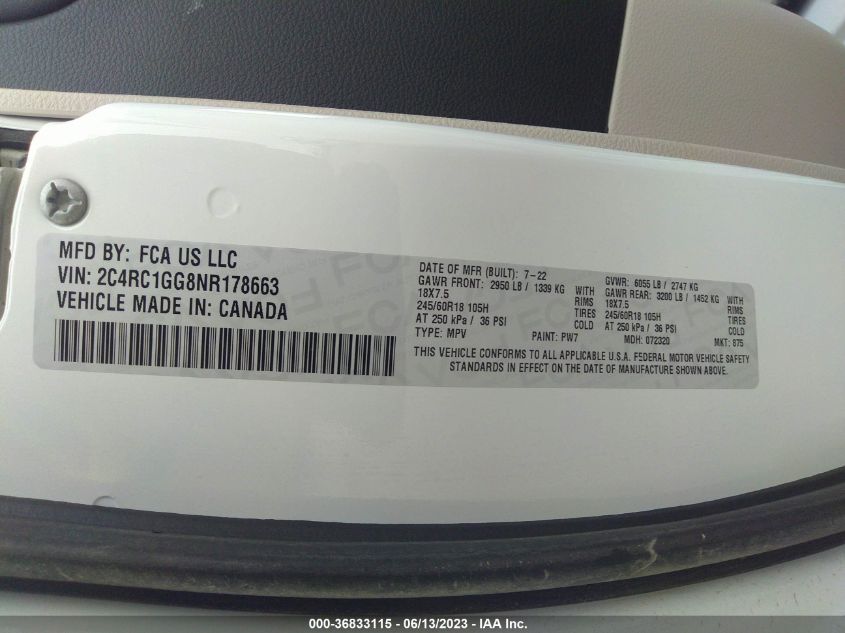 MFD BY: FCA US LLC
VIN: 2C4RC1GG8NR178663
VEHICLE MADE IN: CANADA
DATE OF MFR (BUILT): 7-22 GVWR: 6055 LB / 2747 KG
GAWR FRONT: 2950 LB / 1339 KG WITH GAWR REAR: 3200 LB / 1452 KG WITH
18X7.5 RIMS 18X7.5 RIMS
245/60R18 105H TIRES 245/60R18 105H TIRES
AT 250 kPa / 36 PSI COLD AT 250 kPa / 36 PSI COLD
TYPE: MPV PAINT: PW7 MDH: 072320 MKT: 875
THIS VEHICLE CONFORMS TO ALL APPLICABLE U.S.A. FEDERAL MOTOR VEHICLE SAFETY
STANDARDS IN EFFECT ON THE DATE OF MANUFACTURE SHOWN ABOVE.
000-36833115 - 06/13/2023 - IAA Inc.